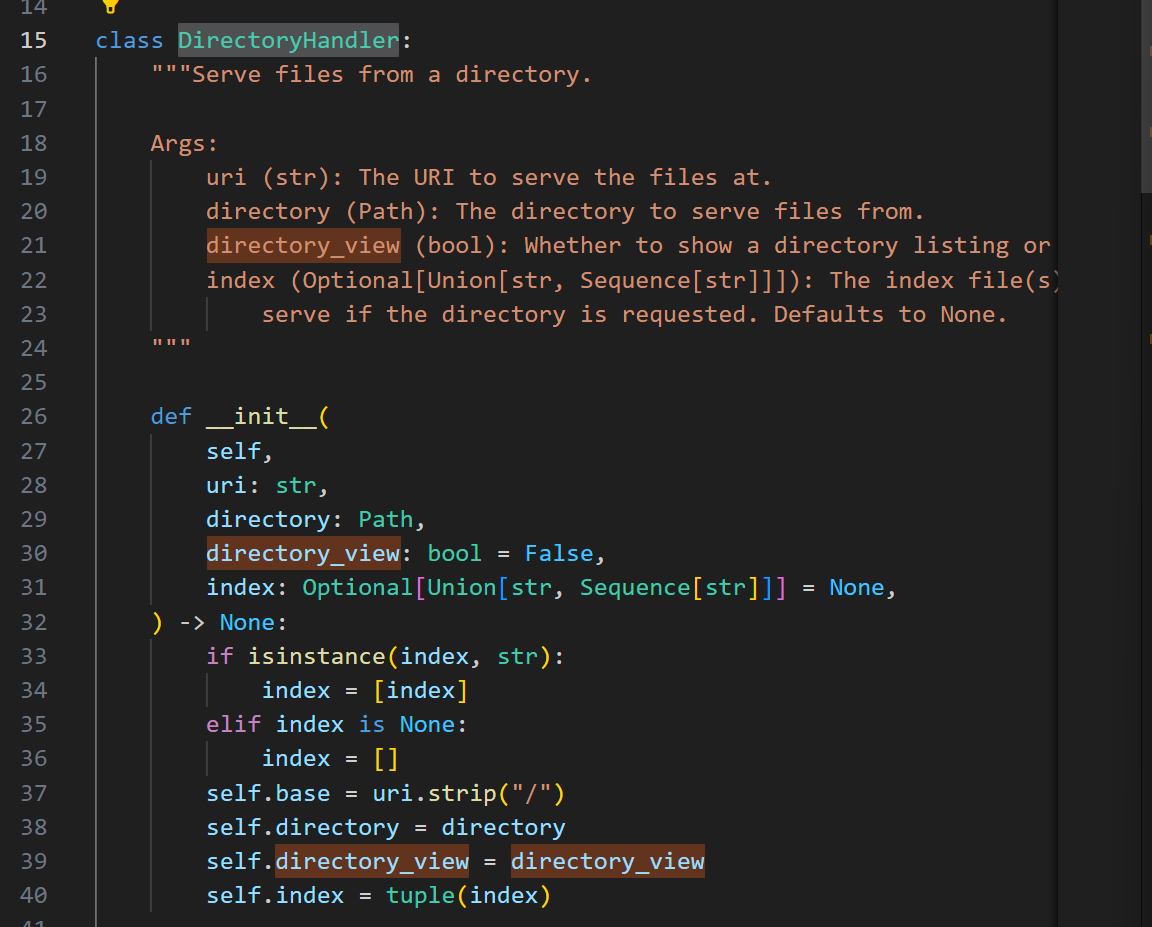 14
15 class DirectoryHandler:
16     """Serve files from a directory.
17
18     Args:
19         uri (str): The URI to serve the files at.
20         directory (Path): The directory to serve files from.
21         directory_view (bool): Whether to show a directory listing or
22         index (Optional[Union[str, Sequence[str]]]): The index file(s)
23             serve if the directory is requested. Defaults to None.
24     """
25
26     def __init__(
27         self,
28         uri: str,
29         directory: Path,
30         directory_view: bool = False,
31         index: Optional[Union[str, Sequence[str]]] = None,
32     ) -> None:
33         if isinstance(index, str):
34             index = [index]
35         elif index is None:
36             index = []
37         self.base = uri.strip("/")
38         self.directory = directory
39         self.directory_view = directory_view
40         self.index = tuple(index)
41